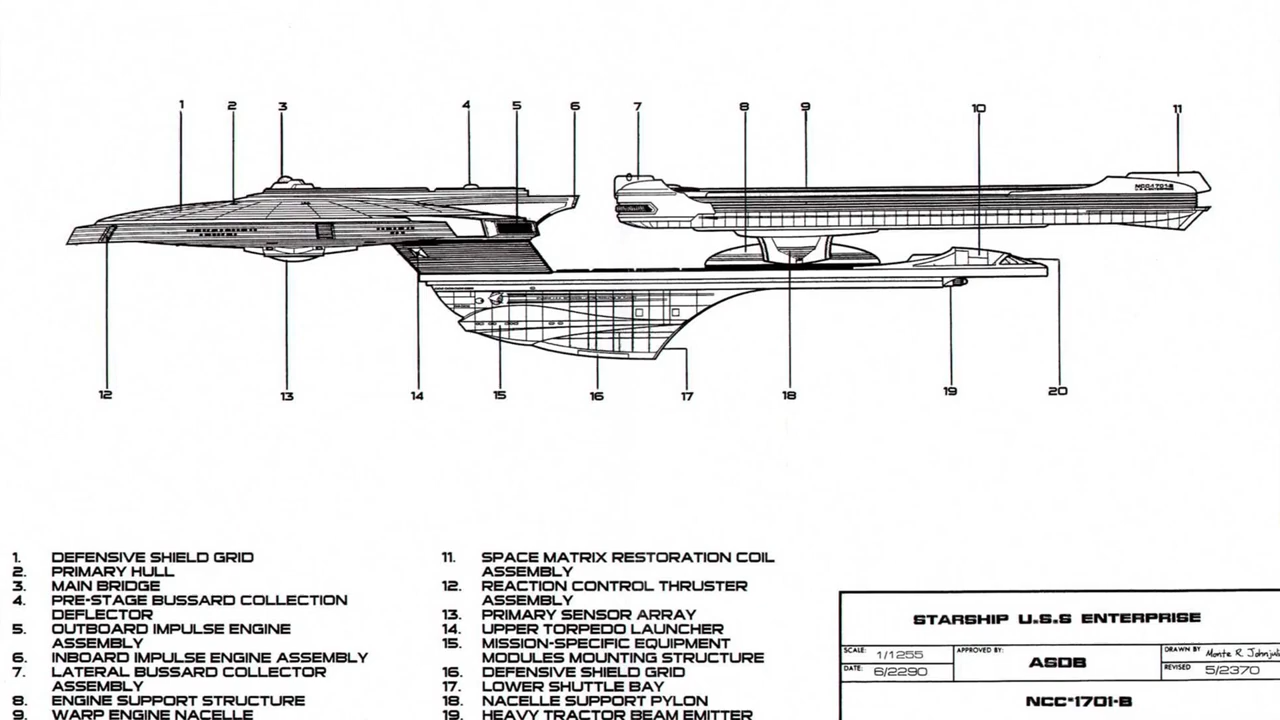 1 2 3 4 5 6 7 8 9 10 11
NCC-1701-B
12 13 14 15 16 17 18 19 20
1. DEFENSIVE SHIELD GRID
2. PRIMARY HULL
3. MAIN BRIDGE
4. PRE-STAGE BUSSARD COLLECTION
DEFLECTOR
5. OUTBOARD IMPULSE ENGINE
ASSEMBLY
6. INBOARD IMPULSE ENGINE ASSEMBLY
7. LATERAL BUSSARD COLLECTOR
ASSEMBLY
8. ENGINE SUPPORT STRUCTURE
9. WARP ENGINE NACELLE
11. SPACE MATRIX RESTORATION COIL
ASSEMBLY
12. REACTION CONTROL THRUSTER
ASSEMBLY
13. PRIMARY SENSOR ARRAY
14. UPPER TORPEDO LAUNCHER
15. MISSION-SPECIFIC EQUIPMENT
MODULES MOUNTING STRUCTURE
16. DEFENSIVE SHIELD GRID
17. LOWER SHUTTLE BAY
18. NACELLE SUPPORT PYLON
19. HEAVY TRACTOR BEAM EMITTER
STARSHIP U.S.S ENTERPRISE
SCALE: 1/1255
DATE: 6/2290
APPROVED BY:
ASDB
DRAWN BY Monte R. 
REVISED 5/2370
NCC-1701-B